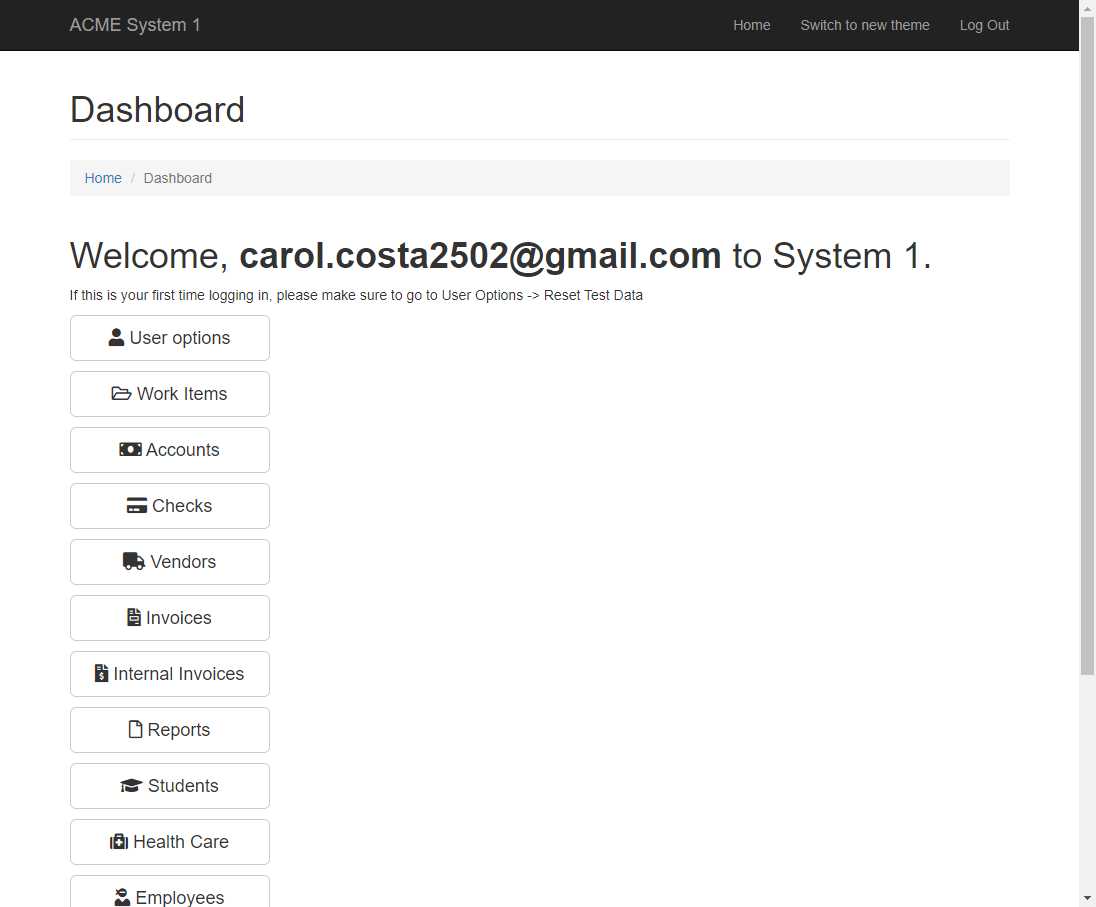 ACME System 1 Home Switch to new theme Log Out
Dashboard
Home / Dashboard
Welcome, carol.costa2502@gmail.com to System 1.
If this is your first time logging in, please make sure to go to User Options -> Reset Test Data
User options
Work Items
Accounts
Checks
Vendors
Invoices
Internal Invoices
Reports
Students
Health Care
Employees